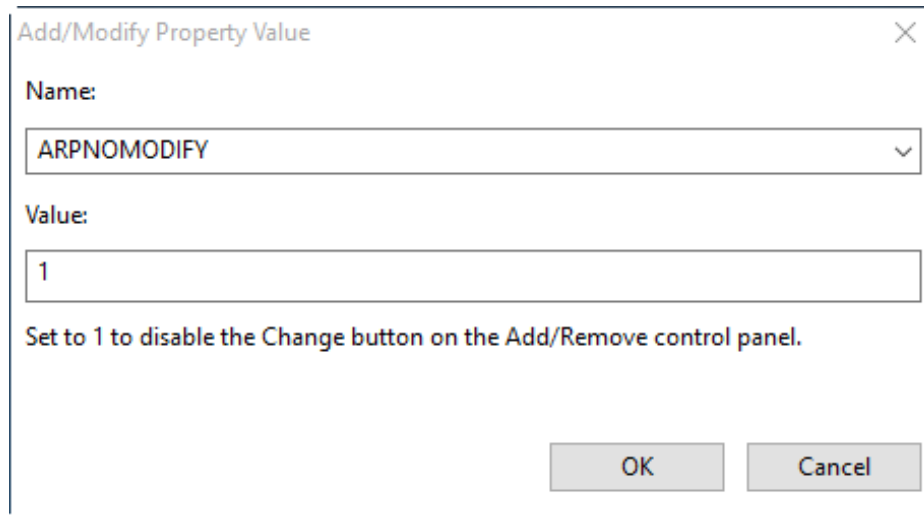 Add/Modify Property Value
Name:
ARPNOMODIFY
Value:
1
Set to 1 to disable the Change button on the Add/Remove control panel.
OK
Cancel